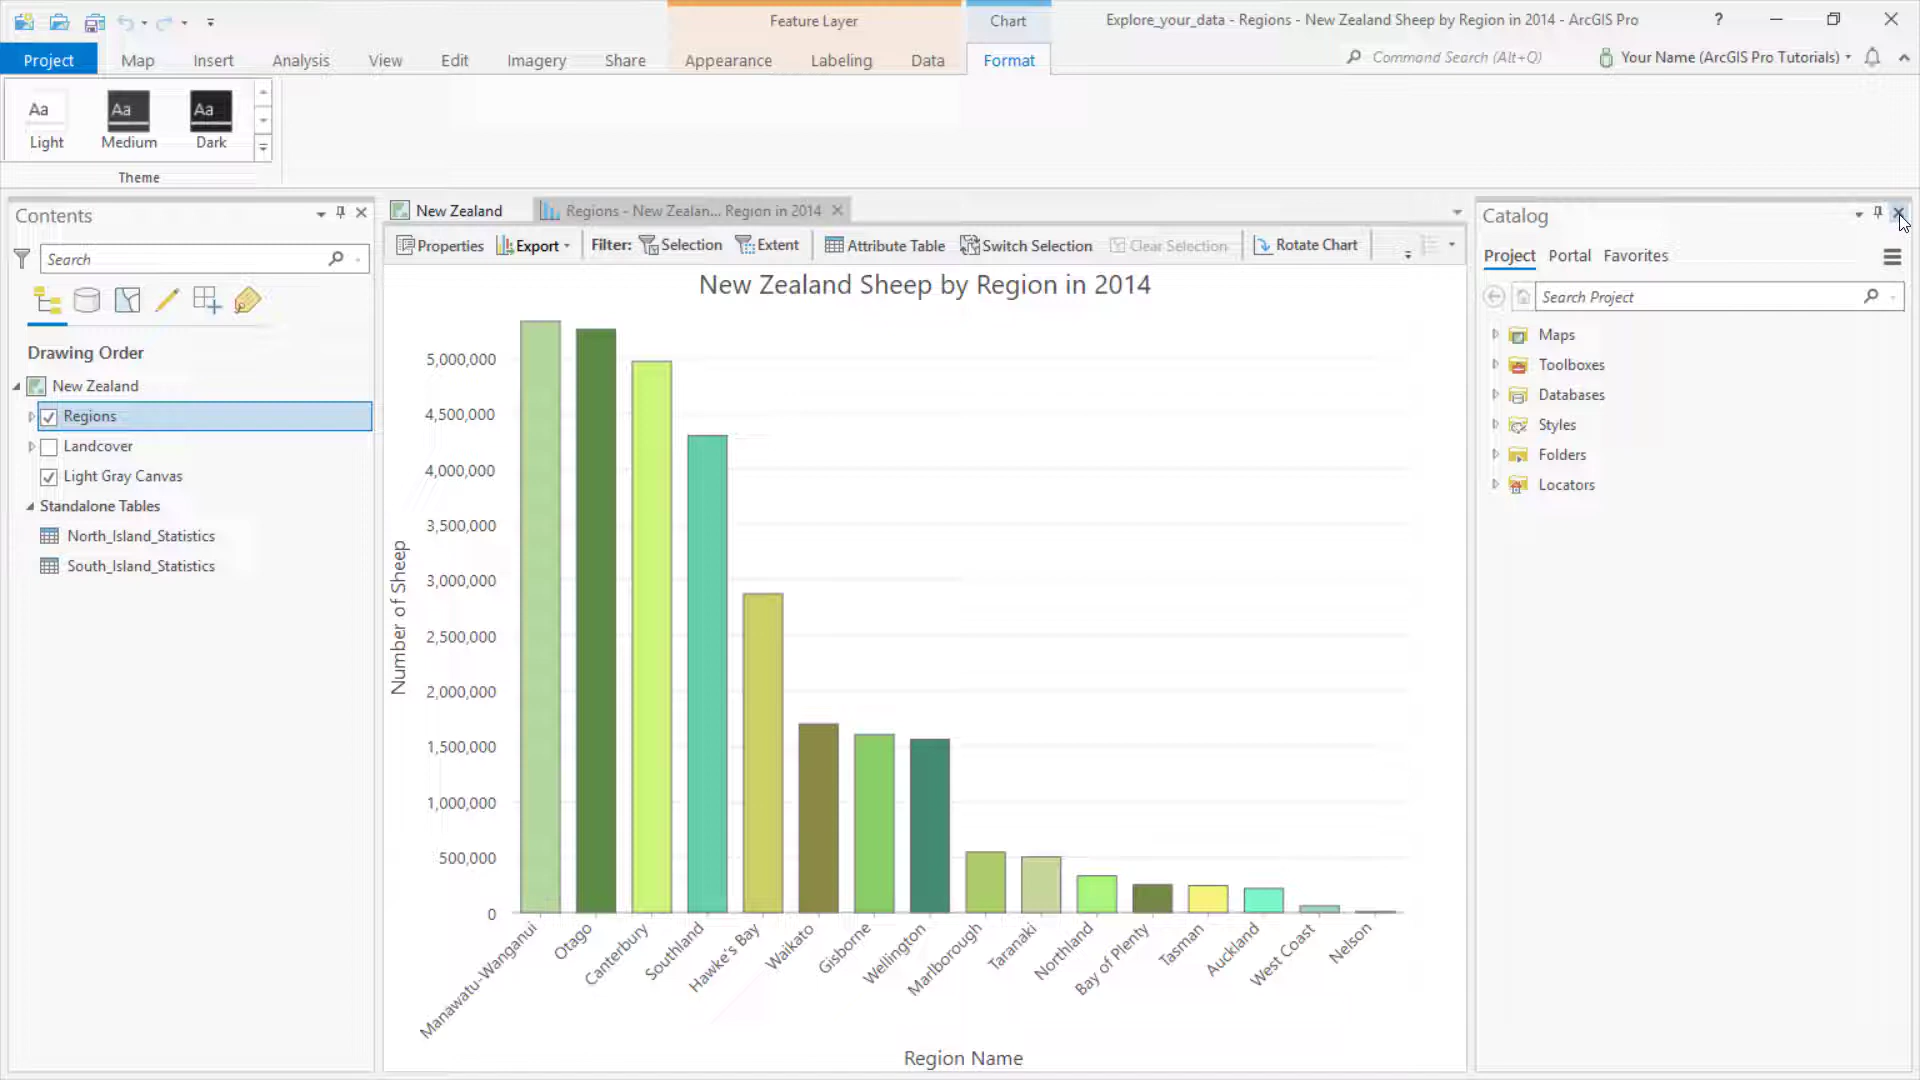 Feature Layer
Chart
Explore_your_data - Regions - New Zealand Sheep by Region in 2014 - ArcGIS Pro
?
Project
Map
Insert
Analysis
View
Edit
Imagery
Share
Appearance
Labeling
Data
Format
Command Search (Alt+Q)
Your Name (ArcGIS Pro Tutorials)
Aa
Aa
Aa
Light
Medium
Dark
Theme
Contents
Search
Drawing Order
New Zealand
Regions
Landcover
Light Gray Canvas
Standalone Tables
North_Island_Statistics
South_Island_Statistics
New Zealand
Regions - New Zealan... Region in 2014
Properties
Export
Filter:
Selection
Extent
Attribute Table
Switch Selection
Clear Selection
Rotate Chart
New Zealand Sheep by Region in 2014
Number of Sheep
5,000,000
4,500,000
4,000,000
3,500,000
3,000,000
2,500,000
2,000,000
1,500,000
1,000,000
500,000
0
Manawatu-Wanganui
Otago
Canterbury
Southland
Hawke's Bay
Waikato
Gisborne
Wellington
Marlborough
Taranaki
Northland
Bay of Plenty
Tasman
Auckland
West Coast
Nelson
Region Name
Catalog
Project
Portal
Favorites
Search Project
Maps
Toolboxes
Databases
Styles
Folders
Locators